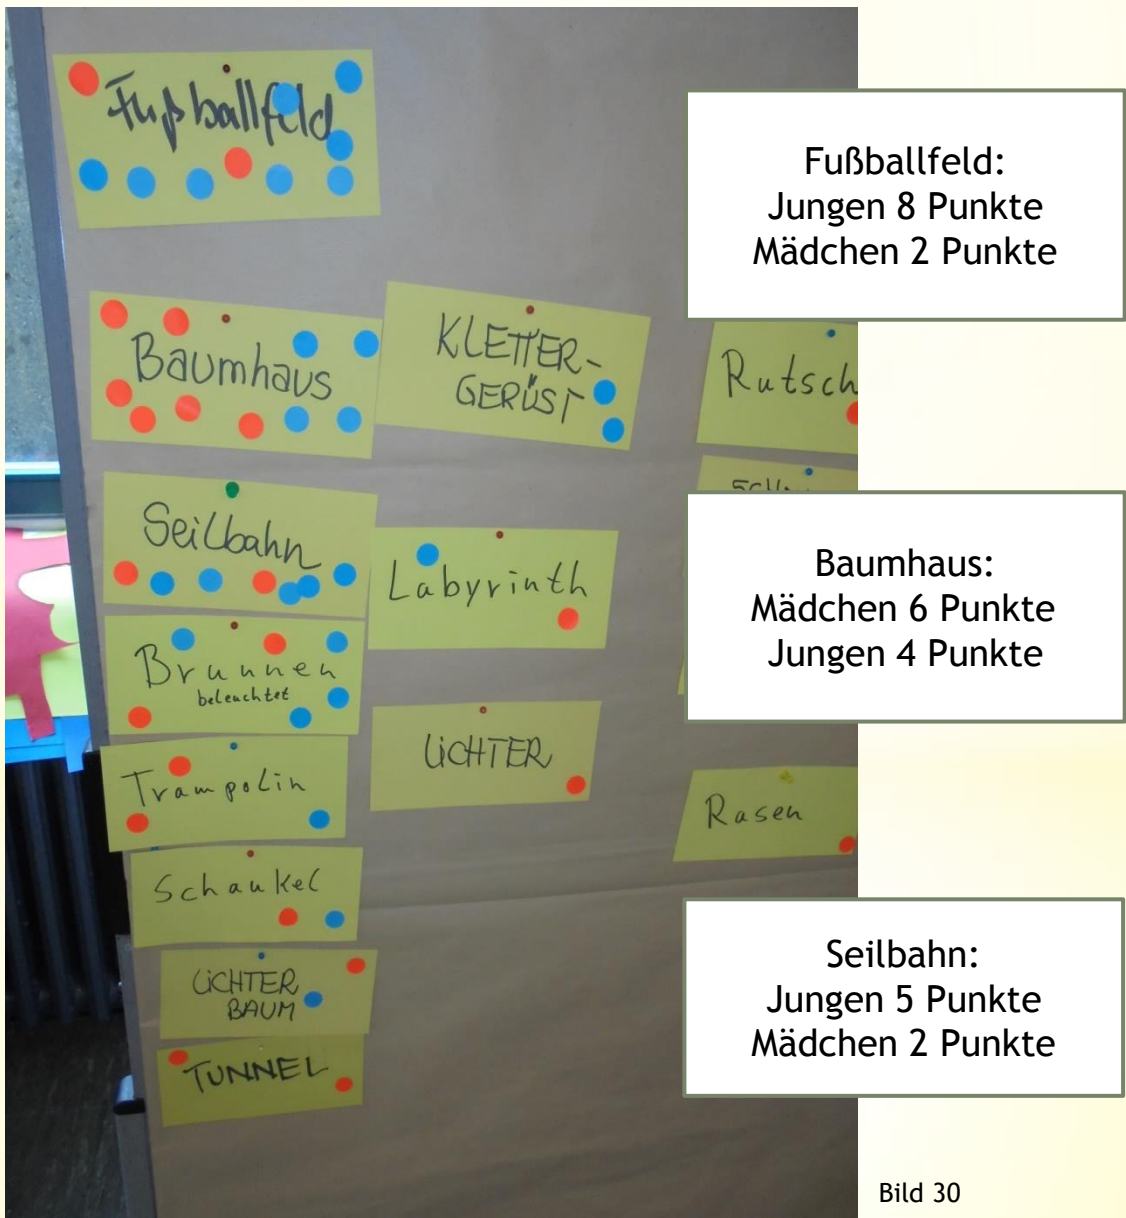 Fußballfeld
Fußballfeld:
Jungen 8 Punkte
Mädchen 2 Punkte
Baumhaus
KLETTER-
GERÜST
Rutsch
Seilbahn
Labyrinth
Baumhaus:
Mädchen 6 Punkte
Jungen 4 Punkte
Brunnen
beleuchtet
LICHTER
Trampolin
Rasen
Schaukel
LICHTER
BAUM
TUNNEL
Seilbahn:
Jungen 5 Punkte
Mädchen 2 Punkte
Bild 30